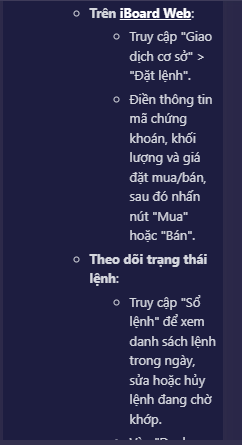 Trên iBoard Web:
Truy cập "Giao
dịch cơ sở" >
"Đặt lệnh".
Điền thông tin
mã chứng
khoán, khối
lượng và giá
đặt mua/bán,
sau đó nhấn
nút "Mua"
hoặc "Bán".
Theo dõi trạng thái
lệnh:
Truy cập "Sổ
lệnh" để xem
danh sách lệnh
trong ngày,
sửa hoặc hủy
lệnh đang chờ
khớp.